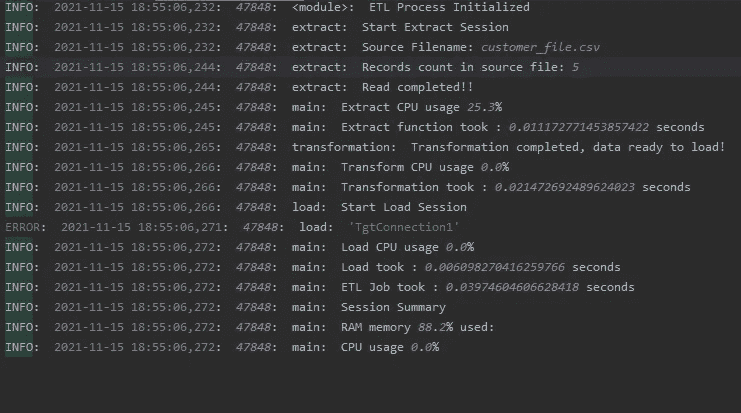 INFO:  2021-11-15 18:55:06,232:  47848:  <module>:  ETL Process Initialized
INFO:  2021-11-15 18:55:06,232:  47848:  extract:  Start Extract Session
INFO:  2021-11-15 18:55:06,232:  47848:  extract:  Source Filename: customer_file.csv
INFO:  2021-11-15 18:55:06,244:  47848:  extract:  Records count in source file: 5
INFO:  2021-11-15 18:55:06,244:  47848:  extract:  Read completed!!
INFO:  2021-11-15 18:55:06,245:  47848:  main:  Extract CPU usage 25.3%
INFO:  2021-11-15 18:55:06,245:  47848:  main:  Extract function took : 0.011172771453857422 seconds
INFO:  2021-11-15 18:55:06,265:  47848:  transformation:  Transformation completed, data ready to load!
INFO:  2021-11-15 18:55:06,266:  47848:  main:  Transform CPU usage 0.0%
INFO:  2021-11-15 18:55:06,266:  47848:  main:  Transformation took : 0.021472692489624023 seconds
INFO:  2021-11-15 18:55:06,266:  47848:  load:  Start Load Session
ERROR:  2021-11-15 18:55:06,271:  47848:  load:  'TgtConnection1'
INFO:  2021-11-15 18:55:06,272:  47848:  main:  Load CPU usage 0.0%
INFO:  2021-11-15 18:55:06,272:  47848:  main:  Load took : 0.006098270416259766 seconds
INFO:  2021-11-15 18:55:06,272:  47848:  main:  ETL Job took : 0.03974604606628418 seconds
INFO:  2021-11-15 18:55:06,272:  47848:  main:  Session Summary
INFO:  2021-11-15 18:55:06,272:  47848:  main:  RAM memory 88.2% used:
INFO:  2021-11-15 18:55:06,272:  47848:  main:  CPU usage 0.0%